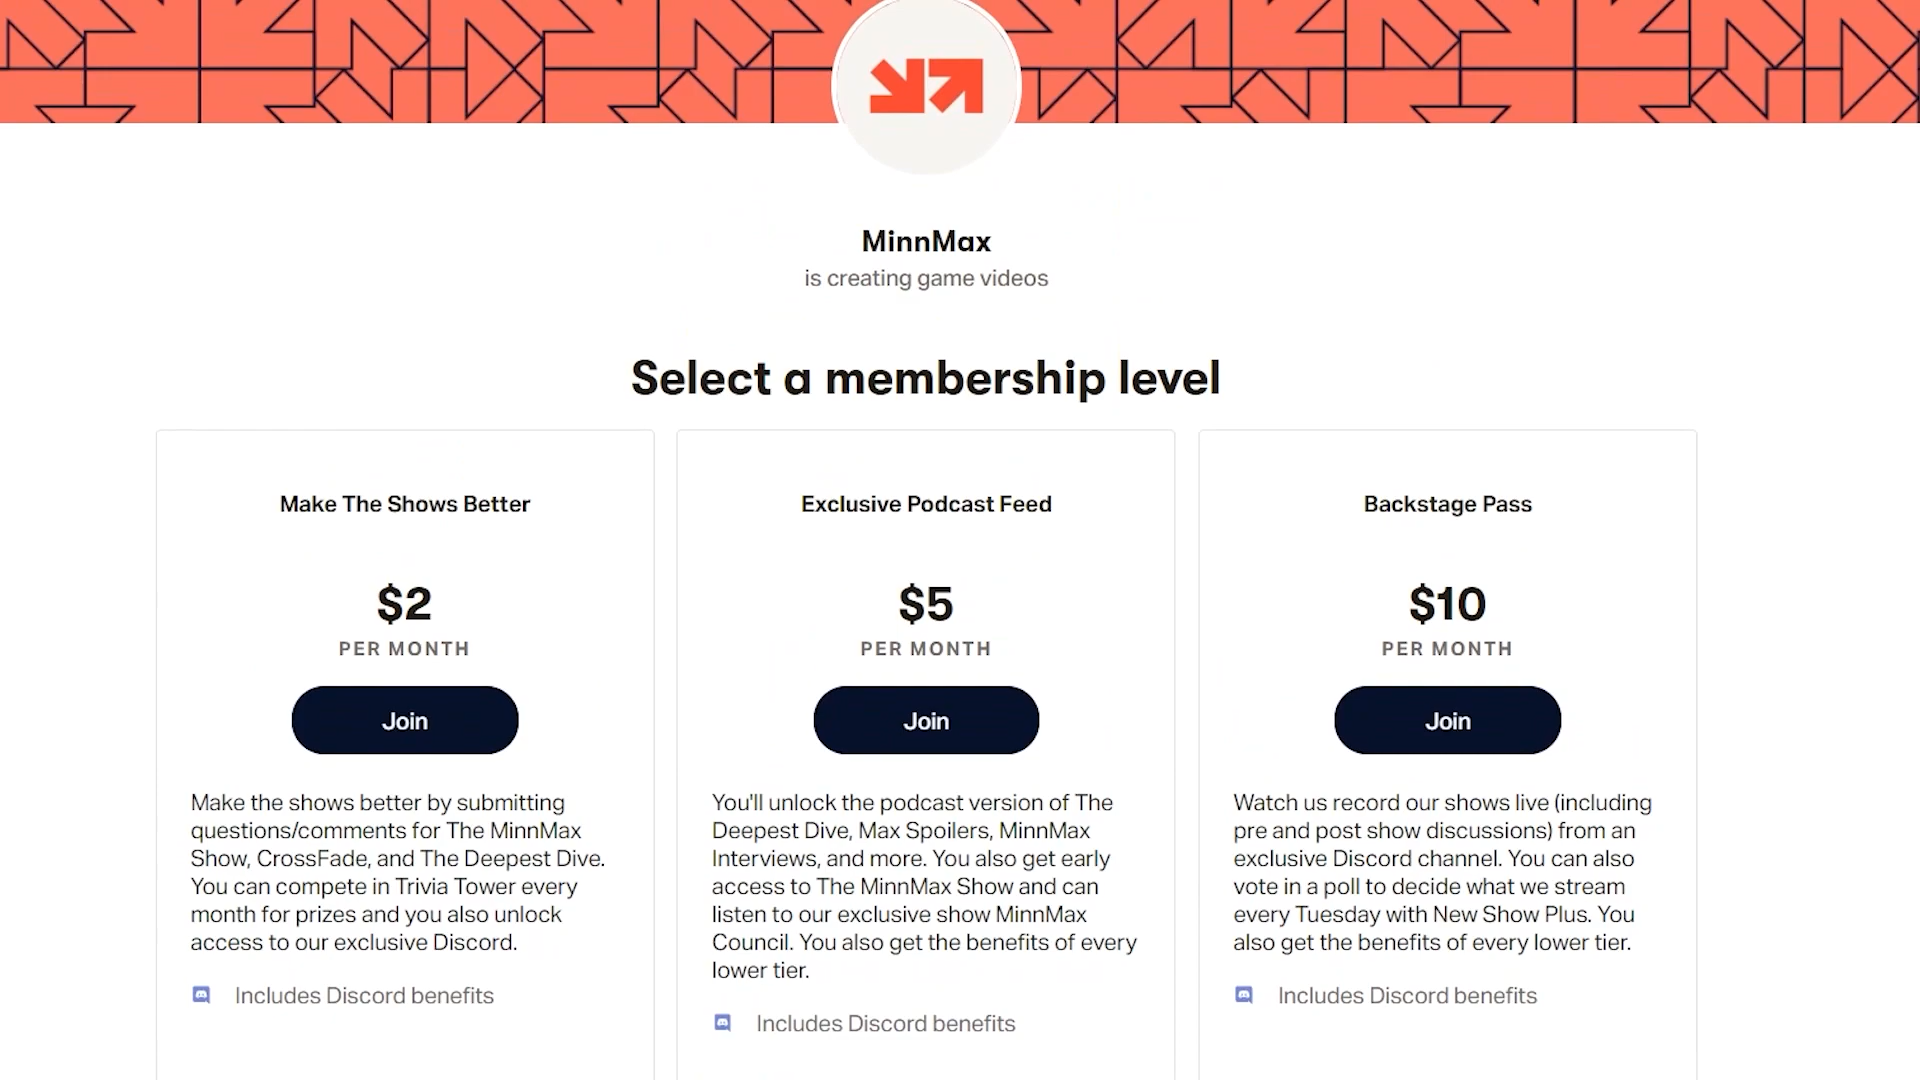 MinnMax
is creating game videos
Select a membership level
Make The Shows Better
$2
PER MONTH
Join
Make the shows better by submitting
questions/comments for The MinnMax
Show, CrossFade, and The Deepest Dive.
You can compete in Trivia Tower every
month for prizes and you also unlock
access to our exclusive Discord.
Includes Discord benefits
Exclusive Podcast Feed
$5
PER MONTH
Join
You'll unlock the podcast version of The
Deepest Dive, Max Spoilers, MinnMax
Interviews, and more. You also get early
access to The MinnMax Show and can
listen to our exclusive show MinnMax
Council. You also get the benefits of every
lower tier.
Includes Discord benefits
Backstage Pass
$10
PER MONTH
Join
Watch us record our shows live (including
pre and post show discussions) from an
exclusive Discord channel. You can also
vote in a poll to decide what we stream
every Tuesday with New Show Plus. You
also get the benefits of every lower tier.
Includes Discord benefits